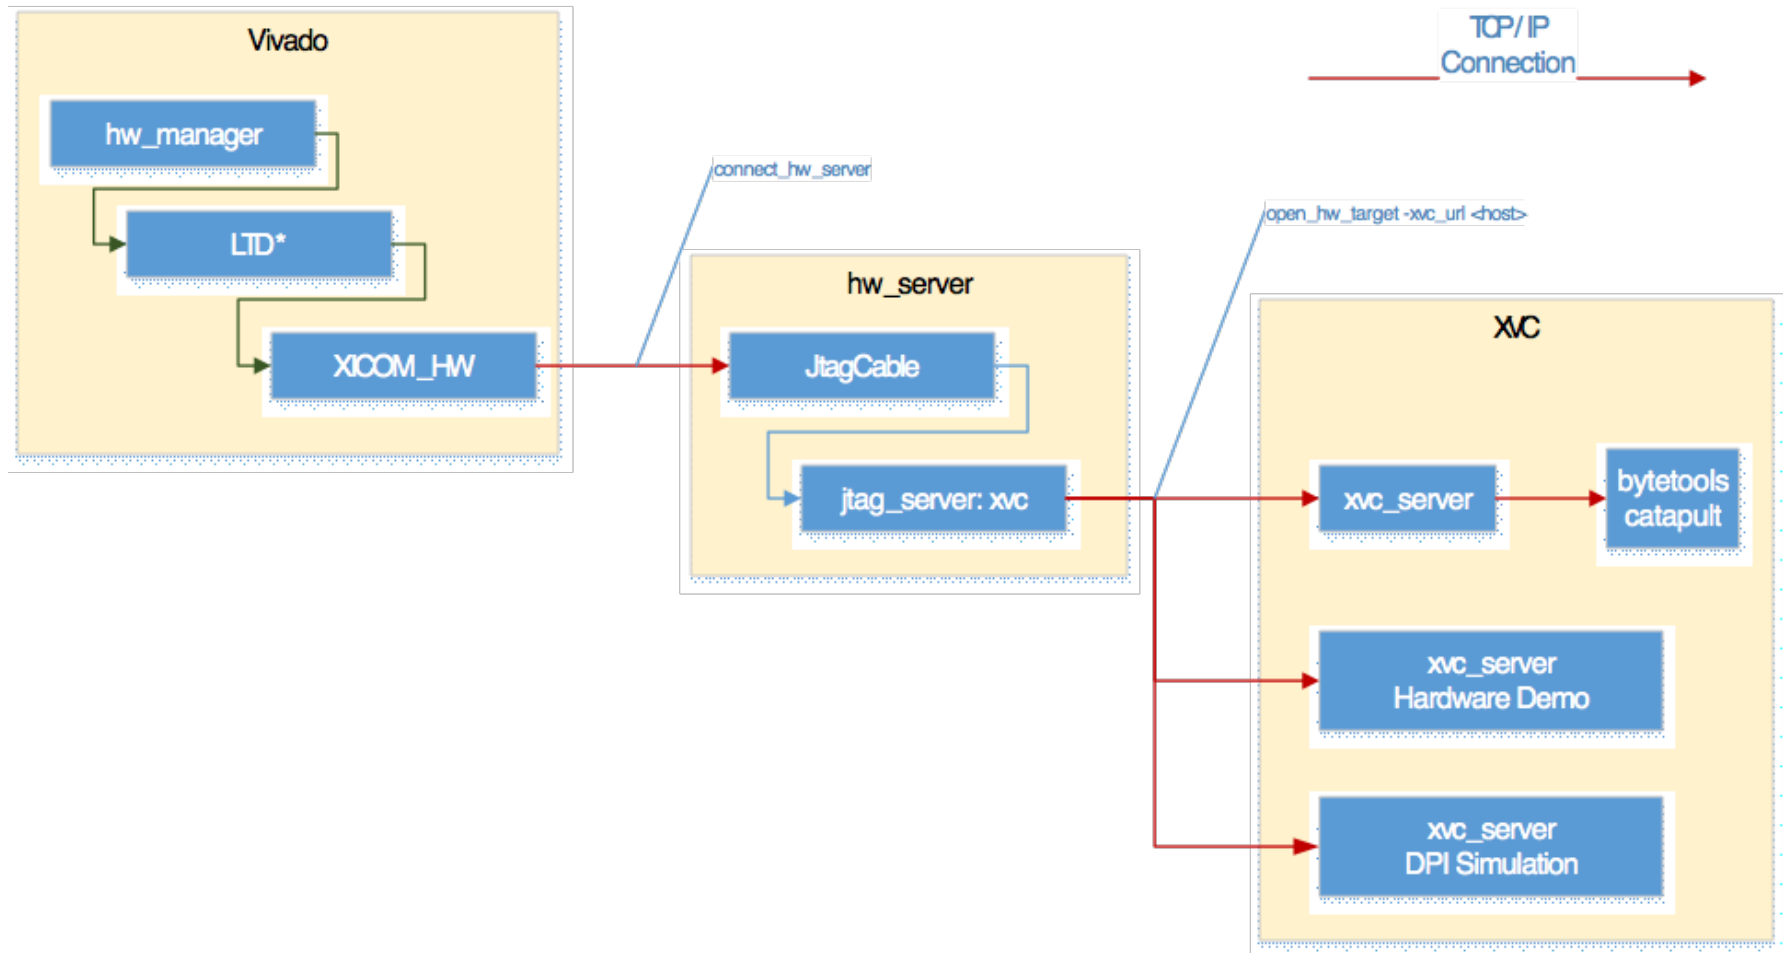 Vivado
hw_manager
LTD*
XICOM_HW
TCP/IP
Connection
connect_hw_server
open_hw_target -xvc_url <host>
hw_server
JtagCable
jtag_server: xvc
XVC
xvc_server
bytetools
catapult
xvc_server
Hardware Demo
xvc_server
DPI Simulation